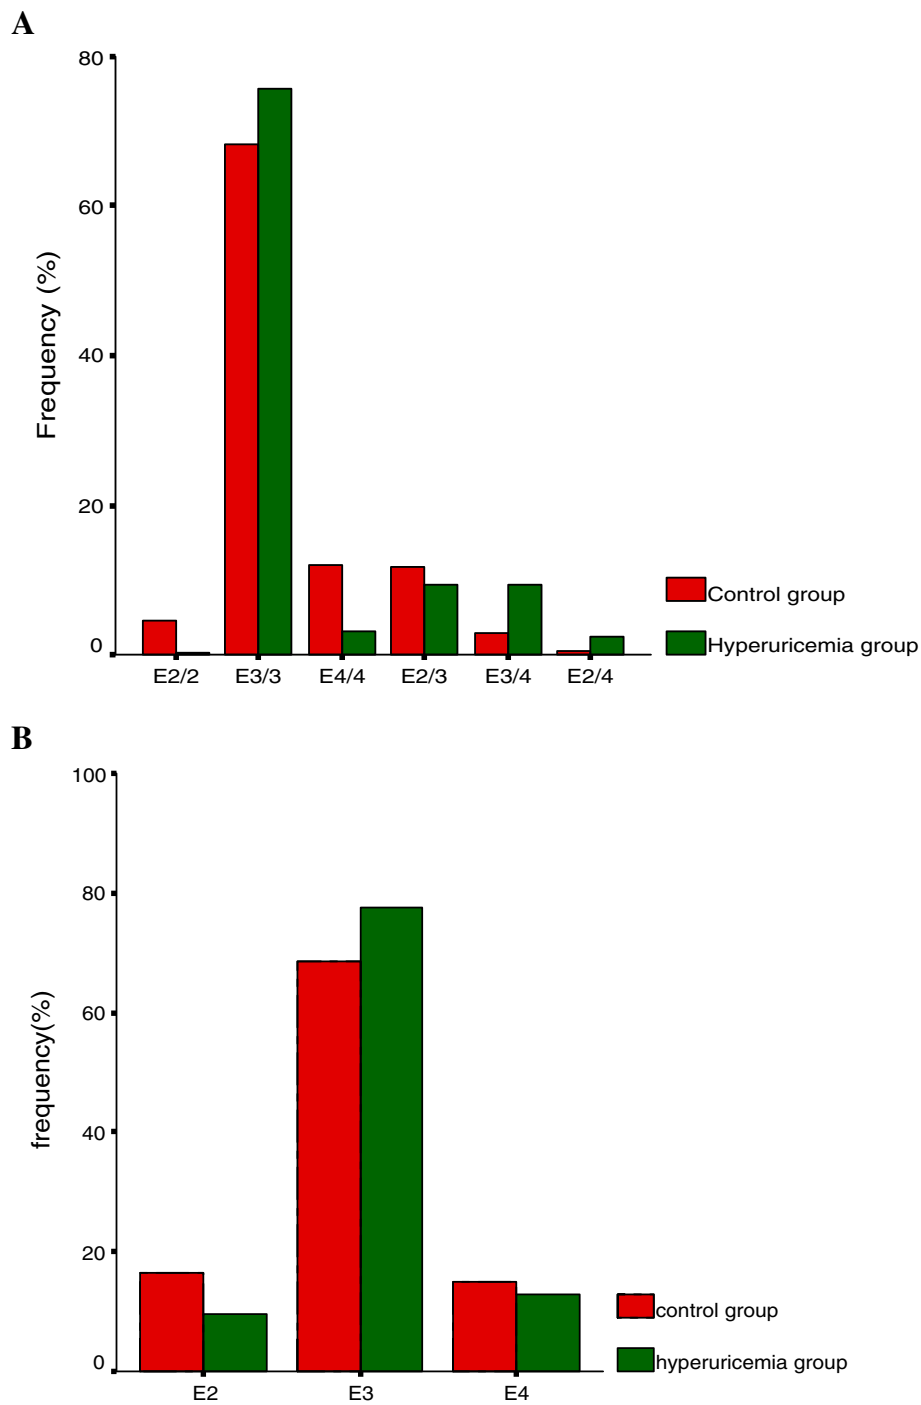 A
80
60
40
20
0
Frequency (%)
E2/2 E3/3 E4/4 E2/3 E3/4 E2/4
Control group
Hyperuricemia group
B
100
80
60
40
20
0
frequency(%)
E2 E3 E4
control group
hyperuricemia group